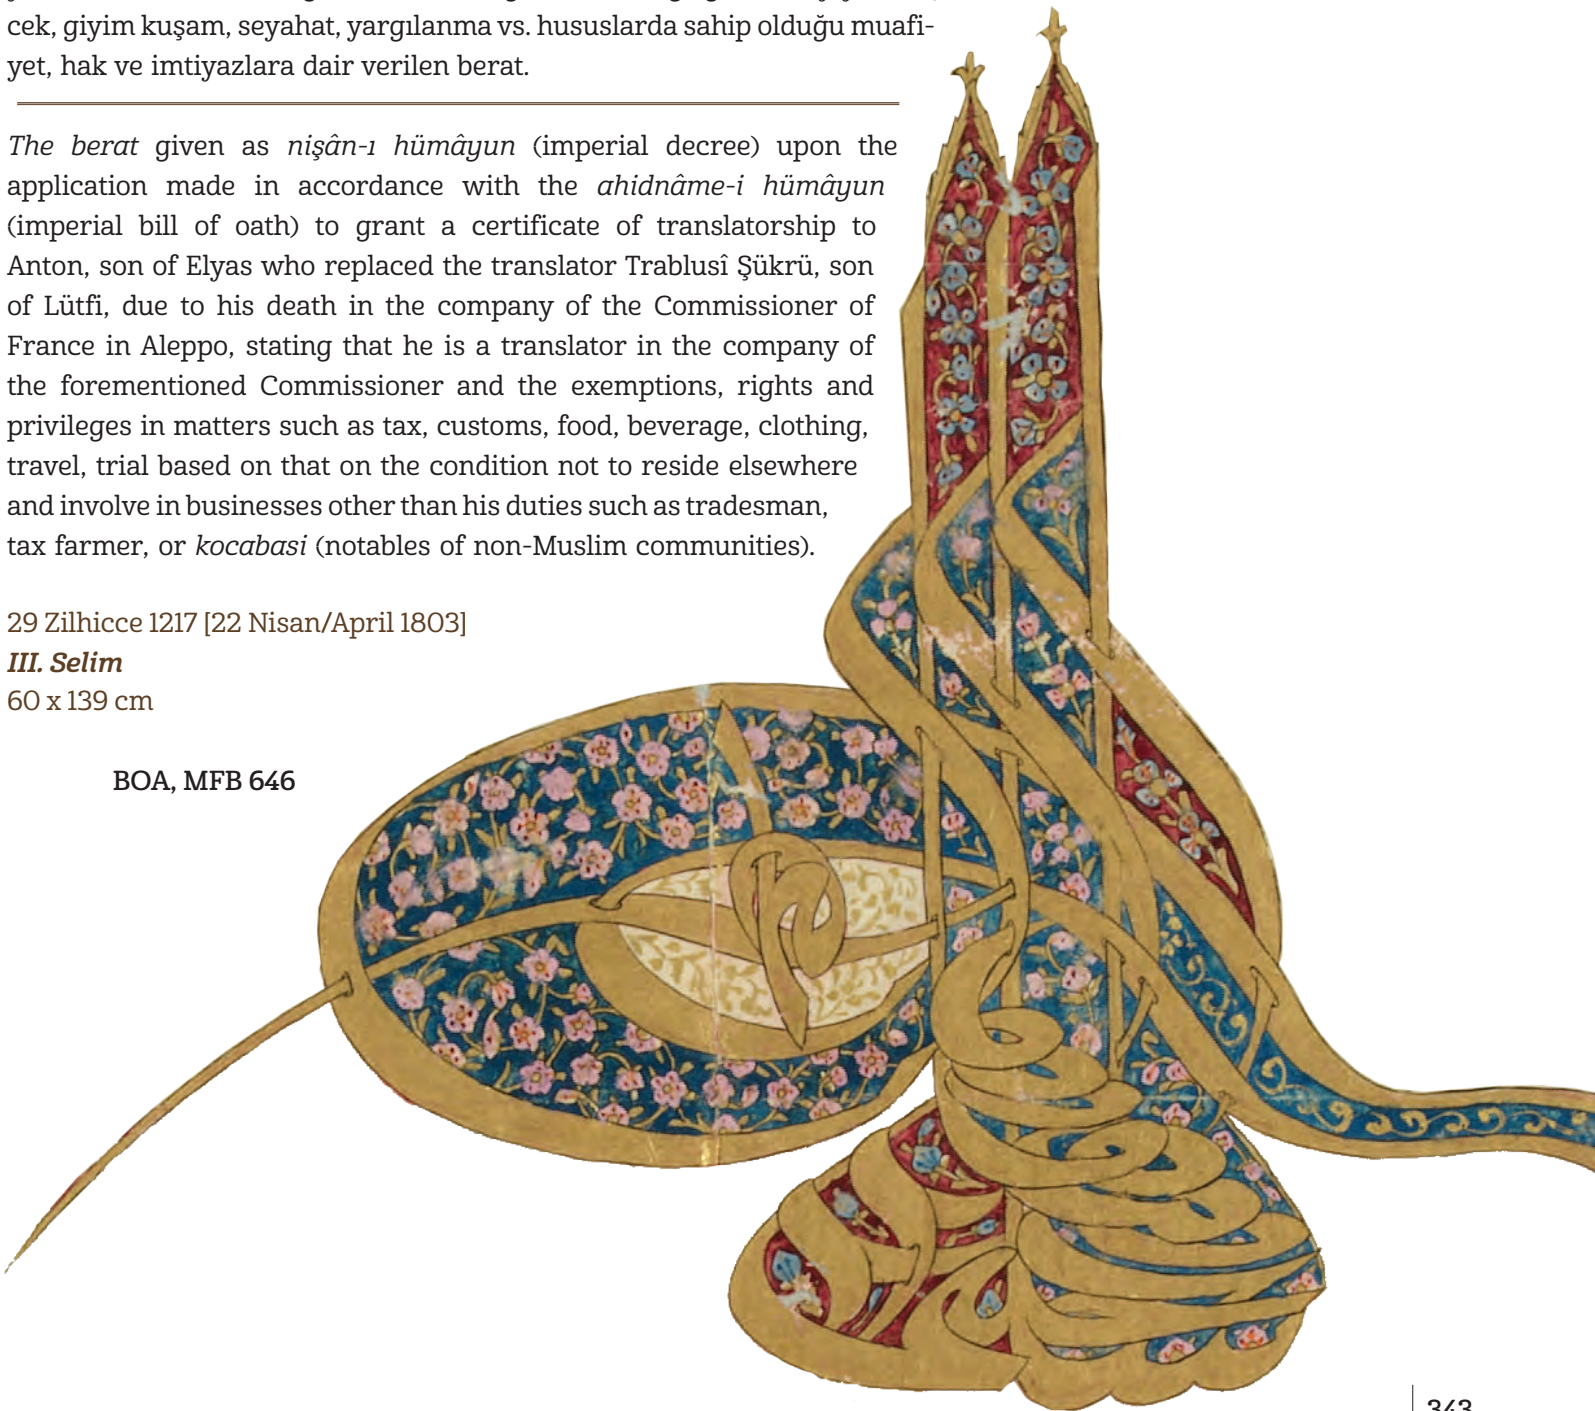 cek, giyim kuşam, seyahat, yargılanma vs. hususlarda sahip olduğu muafi-
yet, hak ve imtiyazlara dair verilen berat.
The berat given as nişân-ı hümâyun (imperial decree) upon the
application made in accordance with the ahidnâme-i hümâyun
(imperial bill of oath) to grant a certificate of translatorship to
Anton, son of Elyas who replaced the translator Trablusî Şükrü, son
of Lütfi, due to his death in the company of the Commissioner of
France in Aleppo, stating that he is a translator in the company of
the forementioned Commissioner and the exemptions, rights and
privileges in matters such as tax, customs, food, beverage, clothing,
travel, trial based on that on the condition not to reside elsewhere
and involve in businesses other than his duties such as tradesman,
tax farmer, or kocabasi (notables of non-Muslim communities).
29 Zilhicce 1217 [22 Nisan/April 1803]
III. Selim
60 x 139 cm
BOA, MFB 646
343